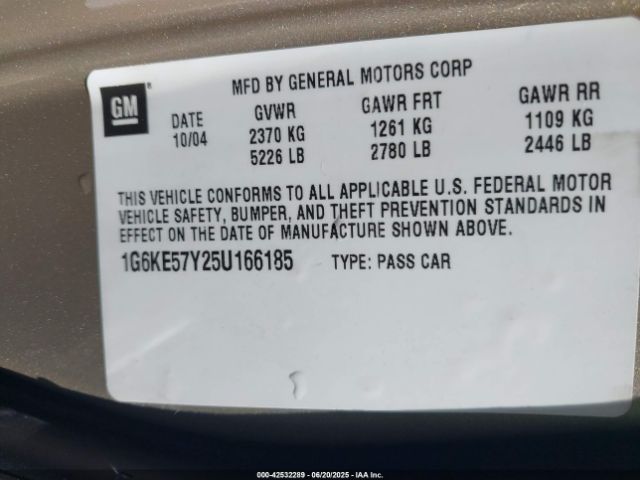 GM ®
MFD BY GENERAL MOTORS CORP
DATE GVWR GAWR FRT GAWR RR
10/04 2370 KG 1261 KG 1109 KG
5226 LB 2780 LB 2446 LB
THIS VEHICLE CONFORMS TO ALL APPLICABLE U.S. FEDERAL MOTOR
VEHICLE SAFETY, BUMPER, AND THEFT PREVENTION STANDARDS IN
EFFECT ON THE DATE OF MANUFACTURE SHOWN ABOVE.
1G6KE57Y25U166185 TYPE: PASS CAR
000-42532289 - 06/20/2025 - IAA Inc.